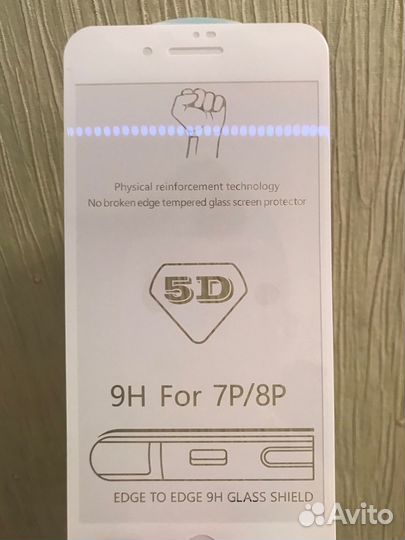 Physical reinforcement technology
No broken edge tempered glass screen protector
5D
9H For 7P/8P
EDGE TO EDGE 9H GLASS SHIELD
Avito